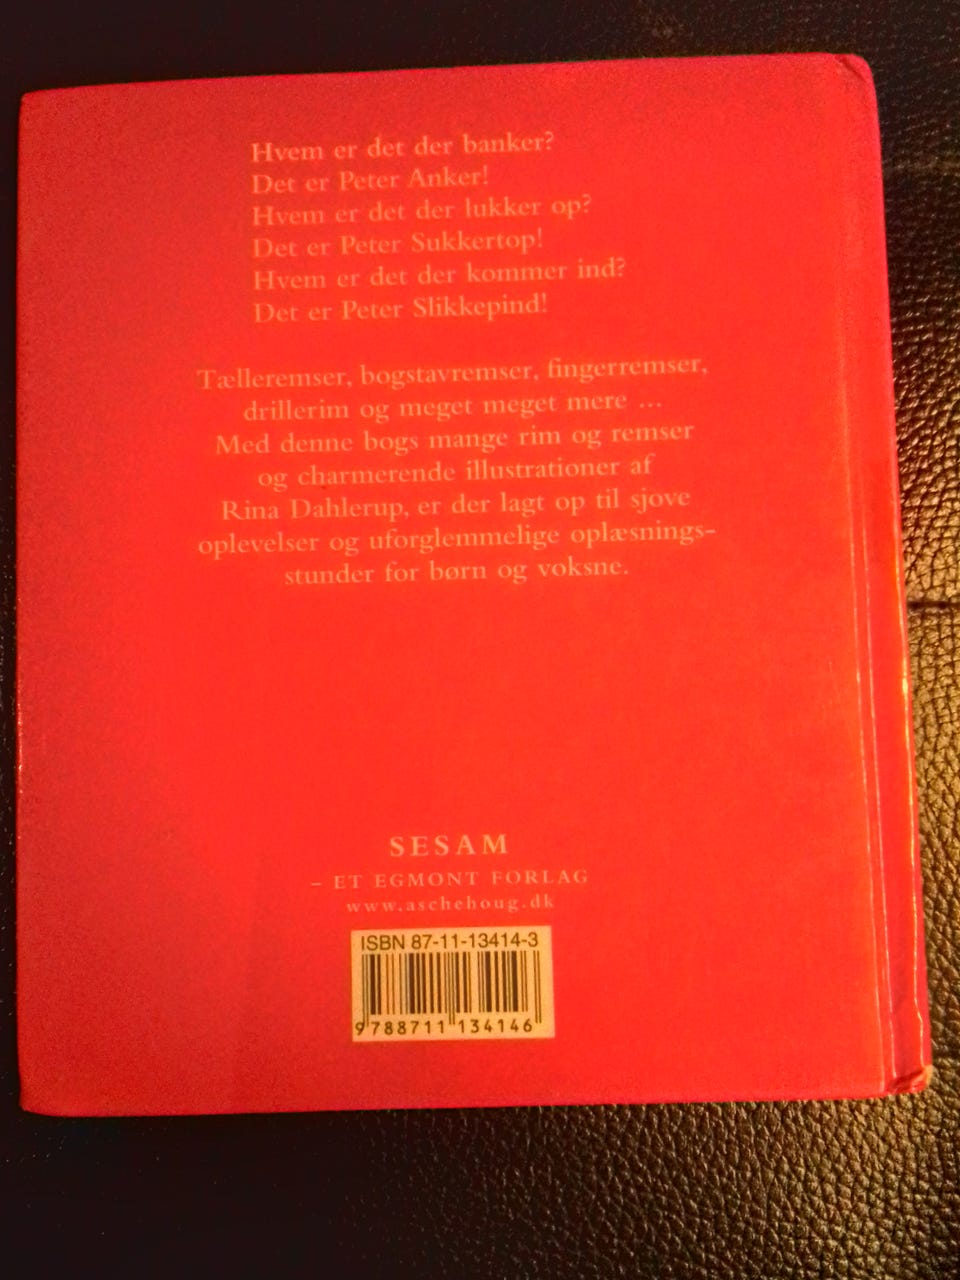 Hvem er det der banker?
Det er Peter Anker!
Hvem er det der lukker op?
Det er Peter Sukkertop!
Hvem er det der kommer ind?
Det er Peter Slikkepind!
Tælleremser, bogstavremser, fingerremser,
drillerim og meget meget mere ...
Med denne bogs mange rim og remser
og charmerende illustrationer af
Rina Dahlerup, er der lagt op til sjove
oplevelser og uforglemmelige oplæsnings-
stunder for børn og voksne.
SESAM
– ET EGMONT FORLAG
www.aschehoug.dk
ISBN 87-11-13414-3
9 788711 134146